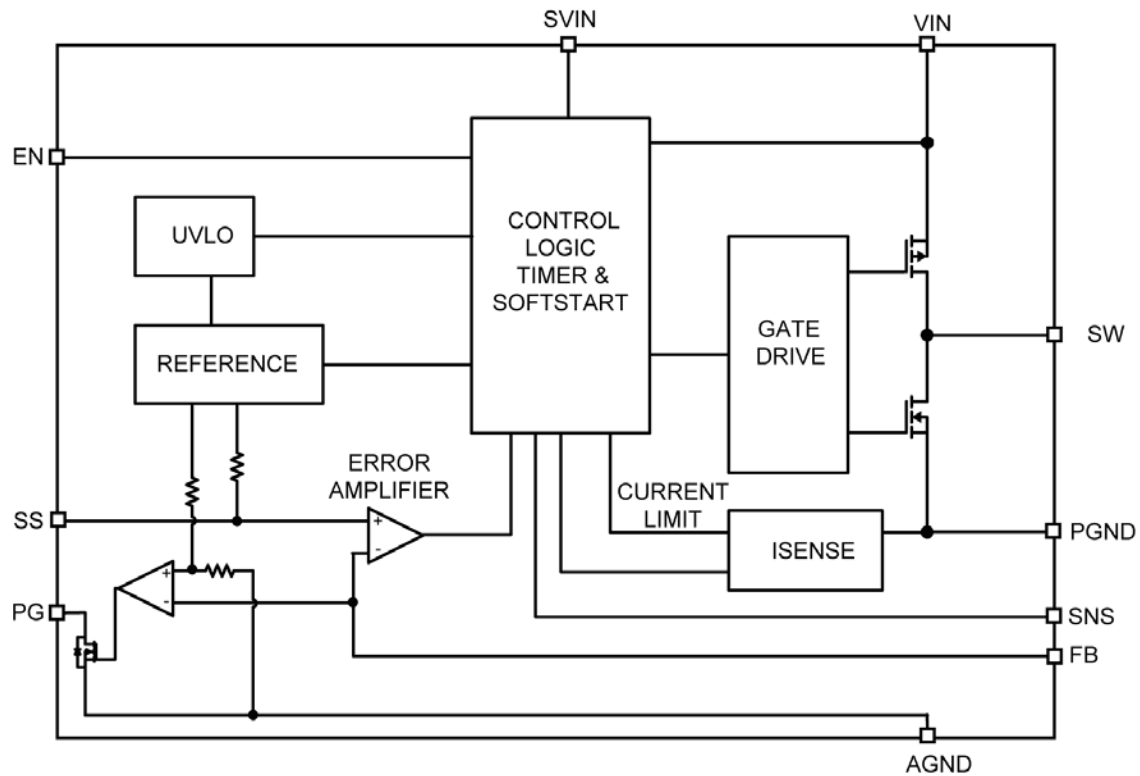 SVIN
VIN
EN
UVLO
CONTROL
LOGIC
TIMER &
SOFTSTART
GATE
DRIVE
SW
REFERENCE
ERROR
AMPLIFIER
CURRENT
LIMIT
SS
+
-
ISENSE
PGND
+
-
PG
SNS
FB
AGND